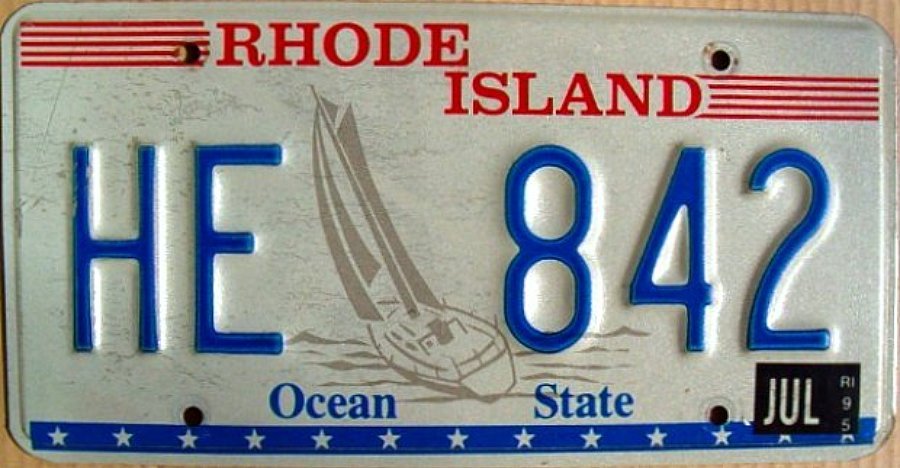 RHODE
ISLAND
HE 842
Ocean State
JUL
RI
9
5